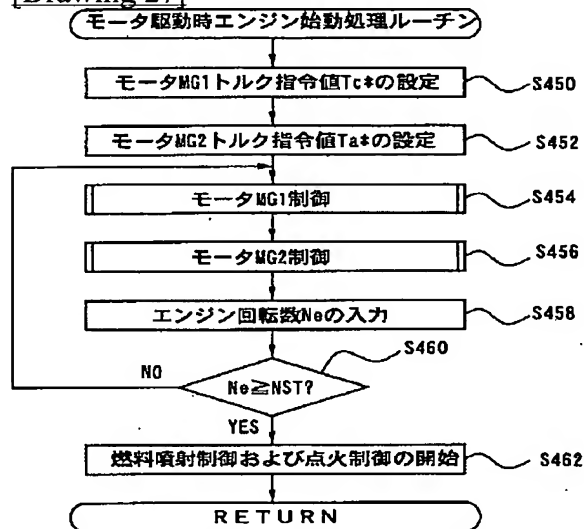 [Drawing 27]
モータ駆動時エンジン始動処理ルーチン
モータMG1トルク指令値Tc*の設定
S450
モータMG2トルク指令値Ta*の設定
S452
モータMG1制御
S454
モータMG2制御
S456
エンジン回転数Neの入力
S458
S460
NO
Ne≧NST?
YES
燃料噴射制御および点火制御の開始
S462
RETURN